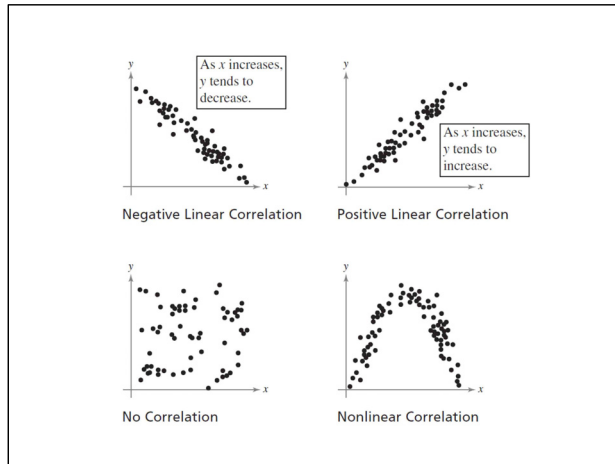 y
As x increases,
y tends to
decrease.
x
Negative Linear Correlation
y
As x increases,
y tends to
increase.
x
Positive Linear Correlation
y
x
No Correlation
y
x
Nonlinear Correlation